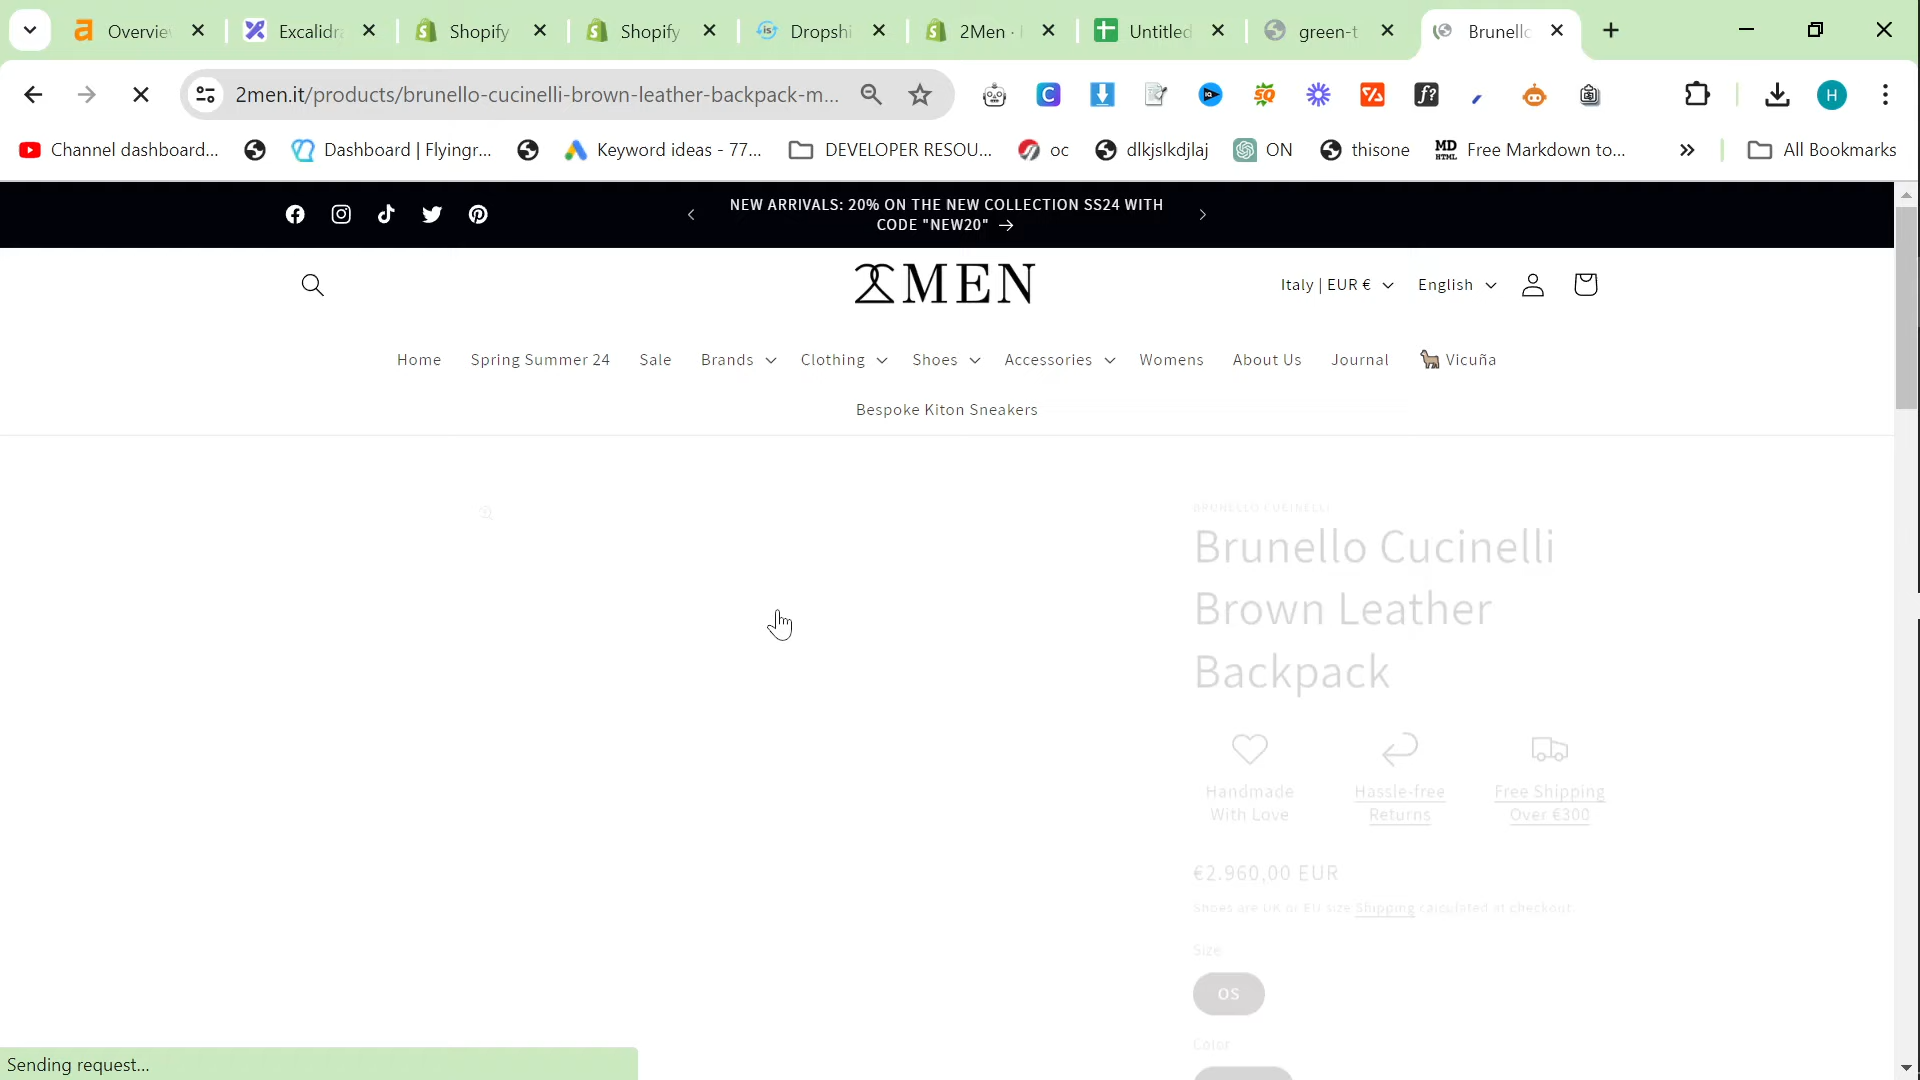 Overvie
Excalidra
Shopify
Shopify
Dropshi
2Men ·
Untitled
green-t
Brunello
2men.it/products/brunello-cucinelli-brown-leather-backpack-m...
H
Channel dashboard...
Dashboard | Flyingr...
Keyword ideas - 77...
DEVELOPER RESOU...
oc
dlkjslkdjlaj
ON
thisone
Free Markdown to...
»
All Bookmarks
NEW ARRIVALS: 20% ON THE NEW COLLECTION SS24 WITH
CODE "NEW20" →
2MEN
Italy | EUR €
English
Home
Spring Summer 24
Sale
Brands
Clothing
Shoes
Accessories
Womens
About Us
Journal
🦙 Vicuña
Bespoke Kiton Sneakers
BRUNELLO CUCINELLI
Brunello Cucinelli
Brown Leather
Backpack
Handmade
With Love
Hassle-free
Returns
Free Shipping
Over €300
€2.960,00 EUR
Shoes are UK or EU size Shipping calculated at checkout.
Size
OS
Color
Sending request...